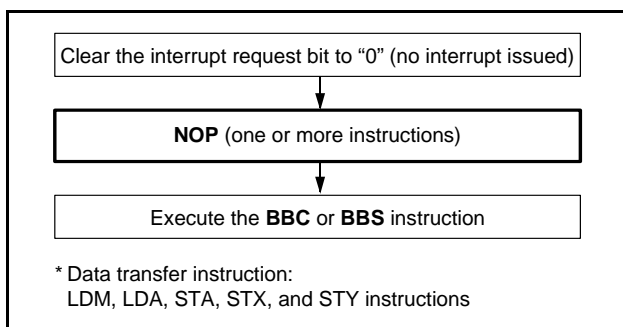 Clear the interrupt request bit to “0” (no interrupt issued)
NOP (one or more instructions)
Execute the BBC or BBS instruction
* Data transfer instruction:
LDM, LDA, STA, STX, and STY instructions